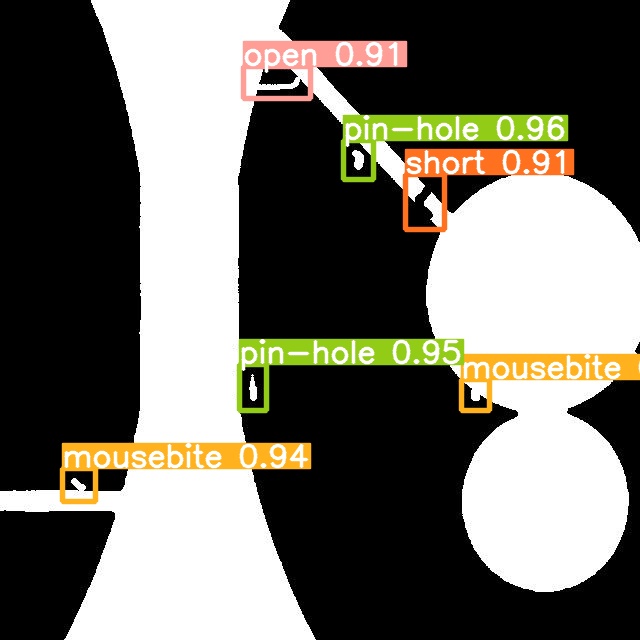 open 0.91
pin-hole 0.96
short 0.91
pin-hole 0.95
mousebite
mousebite 0.94